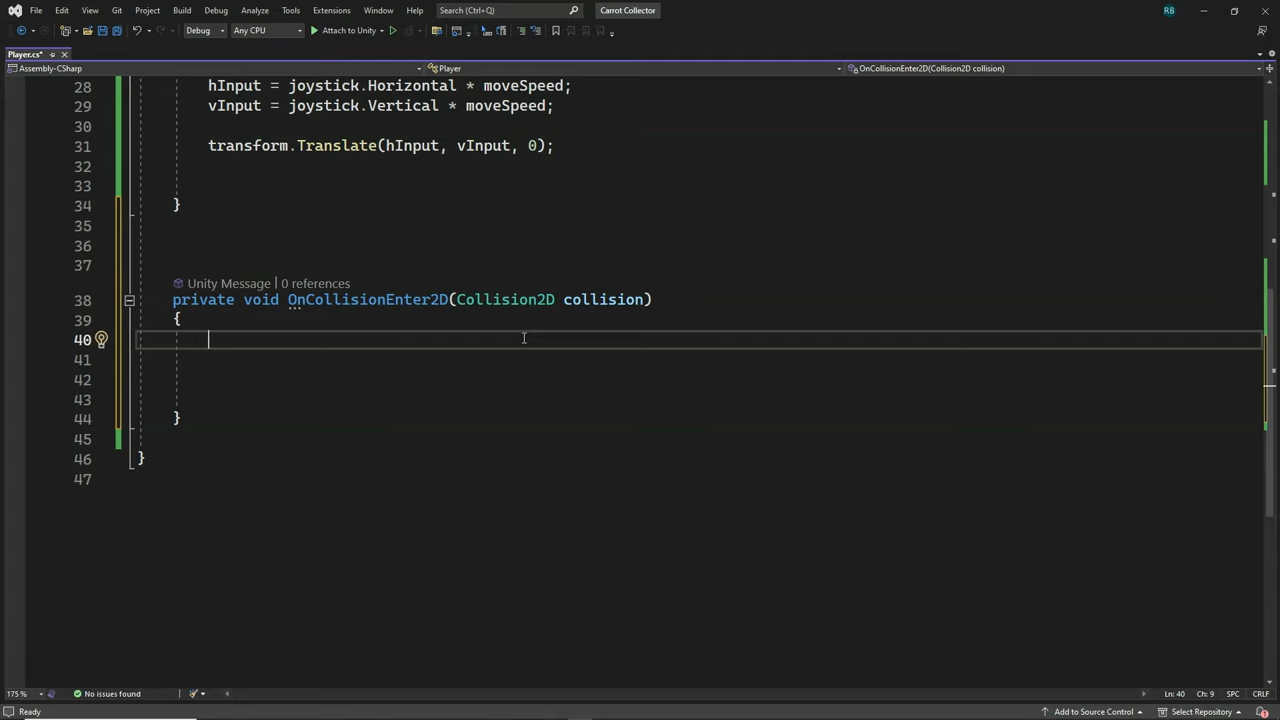 File Edit View Git Project Build Debug Test Analyze Tools Extensions Window Help Search (Ctrl+Q) Carrot Collector RB
Debug Any CPU Attach to Unity
Player.cs*
Assembly-CSharp Player OnCollisionEnter2D(Collision2D collision)
28 hInput = joystick.Horizontal * moveSpeed;
29 vInput = joystick.Vertical * moveSpeed;
30
31 transform.Translate(hInput, vInput, 0);
32
33
34 }
35
36
37
Unity Message | 0 references
38 private void OnCollisionEnter2D(Collision2D collision)
39 {
40
41
42
43
44 }
45
46 }
47
175 % No issues found Ln: 40 Ch: 9 SPC CRLF
Ready Add to Source Control Select Repository 1